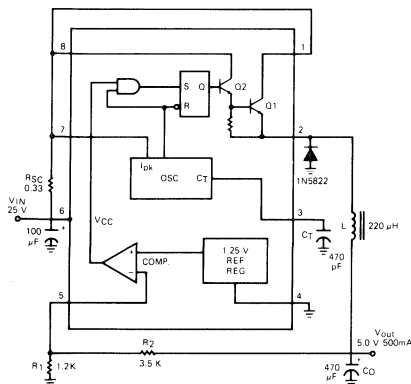 8
1
S Q
Q2
R
Q1
7
2
Ipk
OSC CT
1N5822
RSC
0.33
VIN
25 V
6
VCC
3
L 220 μH
100
μF
+
CT
470
pF
+
COMP.
−
1.25 V
REF
REG
5
4
R2
3.5 K
Vout
5.0 V 500mA
R1 1.2K
470
μF
+
CO